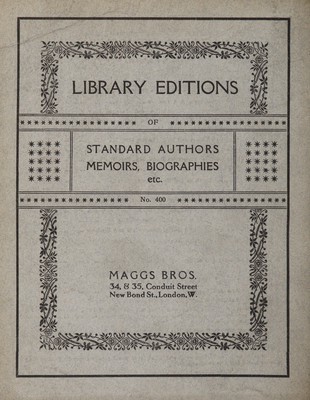 LIBRARY EDITIONS
OF
STANDARD AUTHORS
MEMOIRS, BIOGRAPHIES
etc.
No. 400
MAGGS BROS.
34, & 35, Conduit Street
New Bond St., London, W.